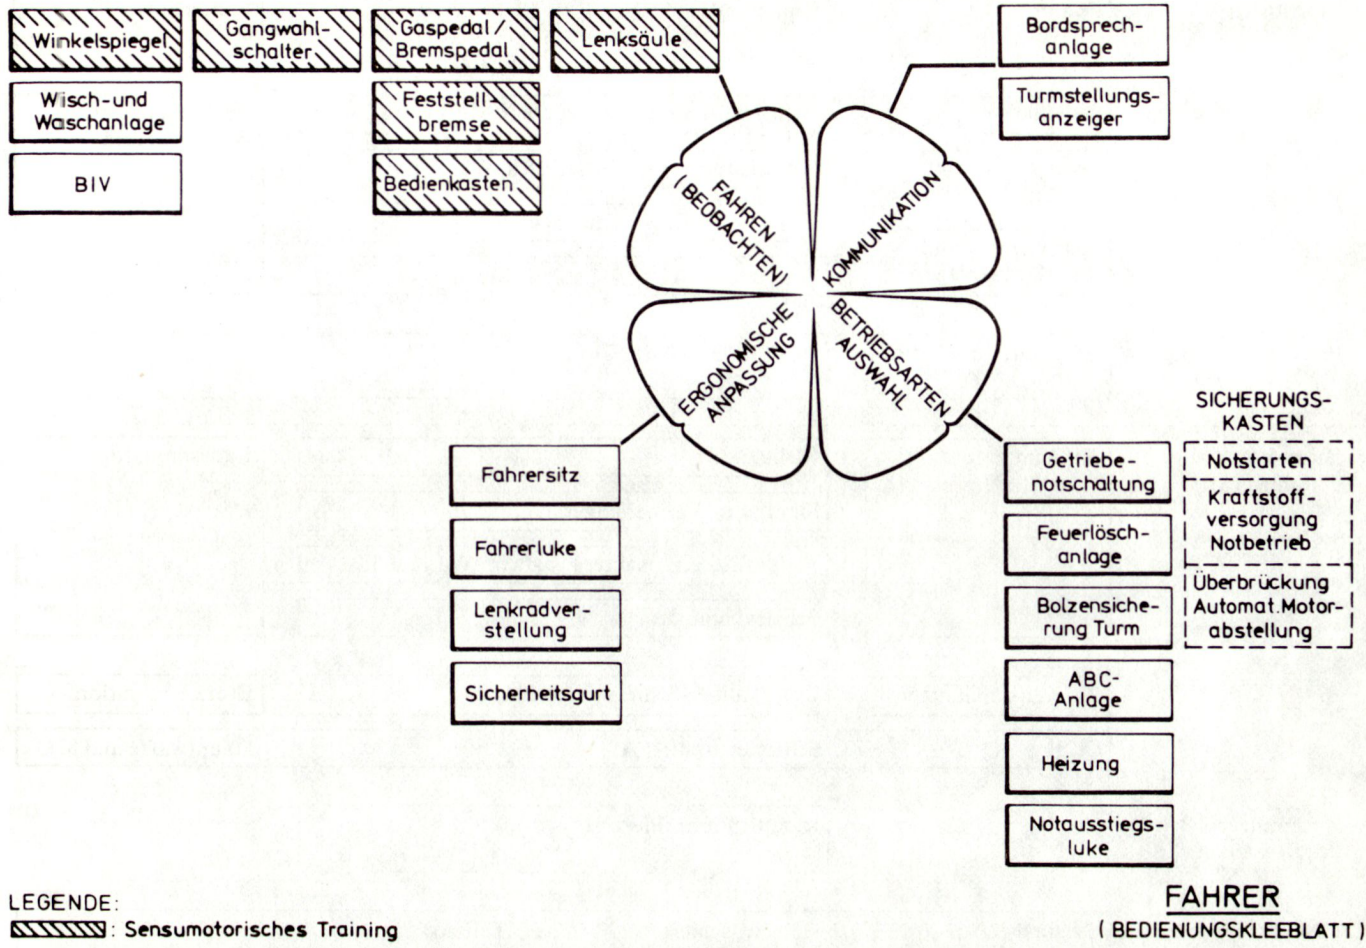 Winkelspiegel
Gangwahl-
schalter
Gaspedal /
Bremspedal
Lenksäule
Wisch-und
Waschanlage
Feststell-
bremse
BIV
Bedienkasten
Bordsprech-
anlage
Turmstellungs-
anzeiger
FAHREN
(BEOBACHTEN)
KOMMUNIKATION
ERGONOMISCHE
ANPASSUNG
BETRIEBSARTEN
AUSWAHL
Fahrersitz
Fahrerluke
Lenkradver-
stellung
Sicherheitsgurt
Getriebe-
notschaltung
Feuerlösch-
anlage
Bolzensiche-
rung Turm
ABC-
Anlage
Heizung
Notausstiegs-
luke
SICHERUNGS-
KASTEN
Notstarten
Kraftstoff-
versorgung
Notbetrieb
Überbrückung
Automat.Motor-
abstellung
LEGENDE:
: Sensumotorisches Training
FAHRER
(BEDIENUNGSKLEEBLATT)